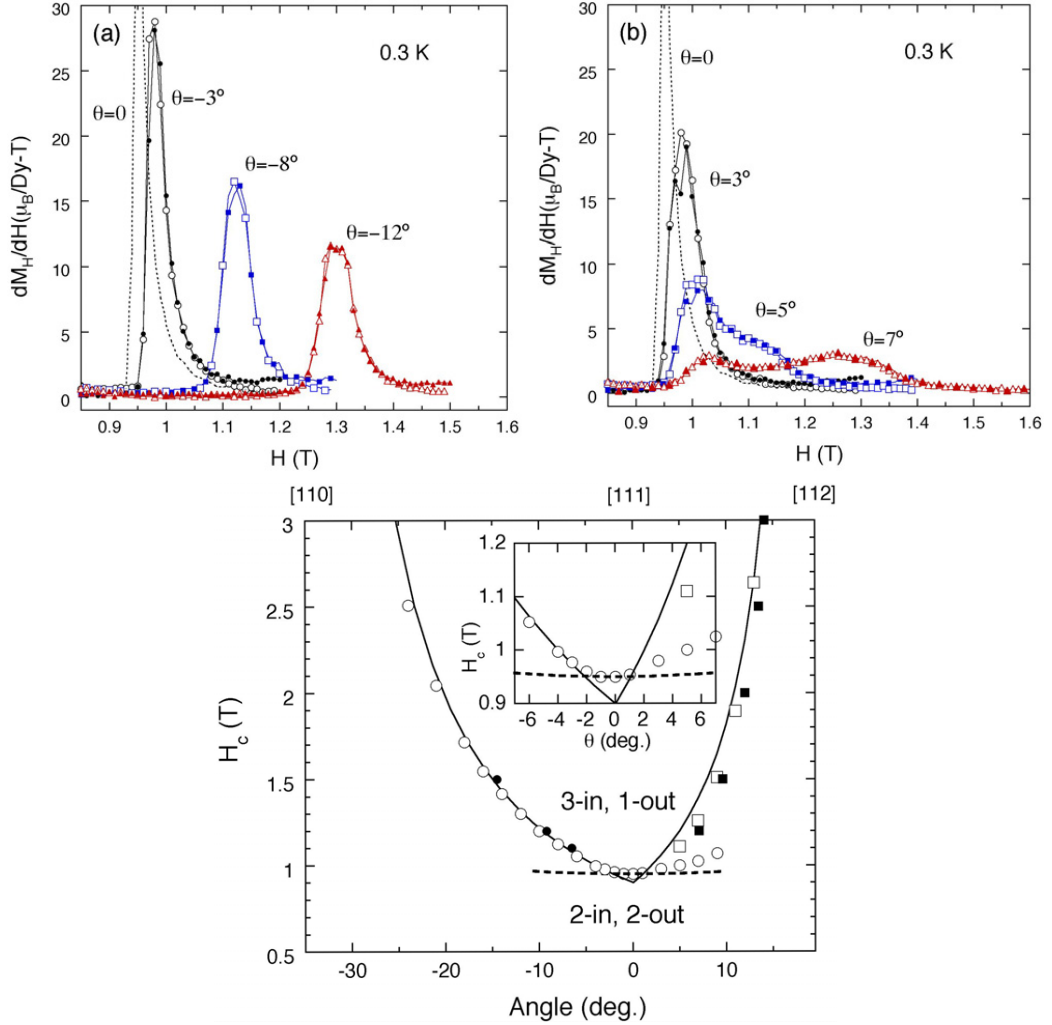 (a)
0.3 K
θ=0
θ=-3°
θ=-8°
θ=-12°
dM_H/dH(μ_B/Dy-T)
30
25
20
15
10
5
0
0.9 1 1.1 1.2 1.3 1.4 1.5 1.6
H (T)
(b)
0.3 K
θ=0
θ=3°
θ=5°
θ=7°
dM_H/dH(μ_B/Dy-T)
30
25
20
15
10
5
0
0.9 1 1.1 1.2 1.3 1.4 1.5 1.6
H (T)
[110] [111] [112]
H_c (T)
3
2.5
2
1.5
1
0.5
H_c (T)
1.2
1.1
1
0.9
-6 -4 -2 0 2 4 6
θ (deg.)
3-in, 1-out
2-in, 2-out
-30 -20 -10 0 10
Angle (deg.)